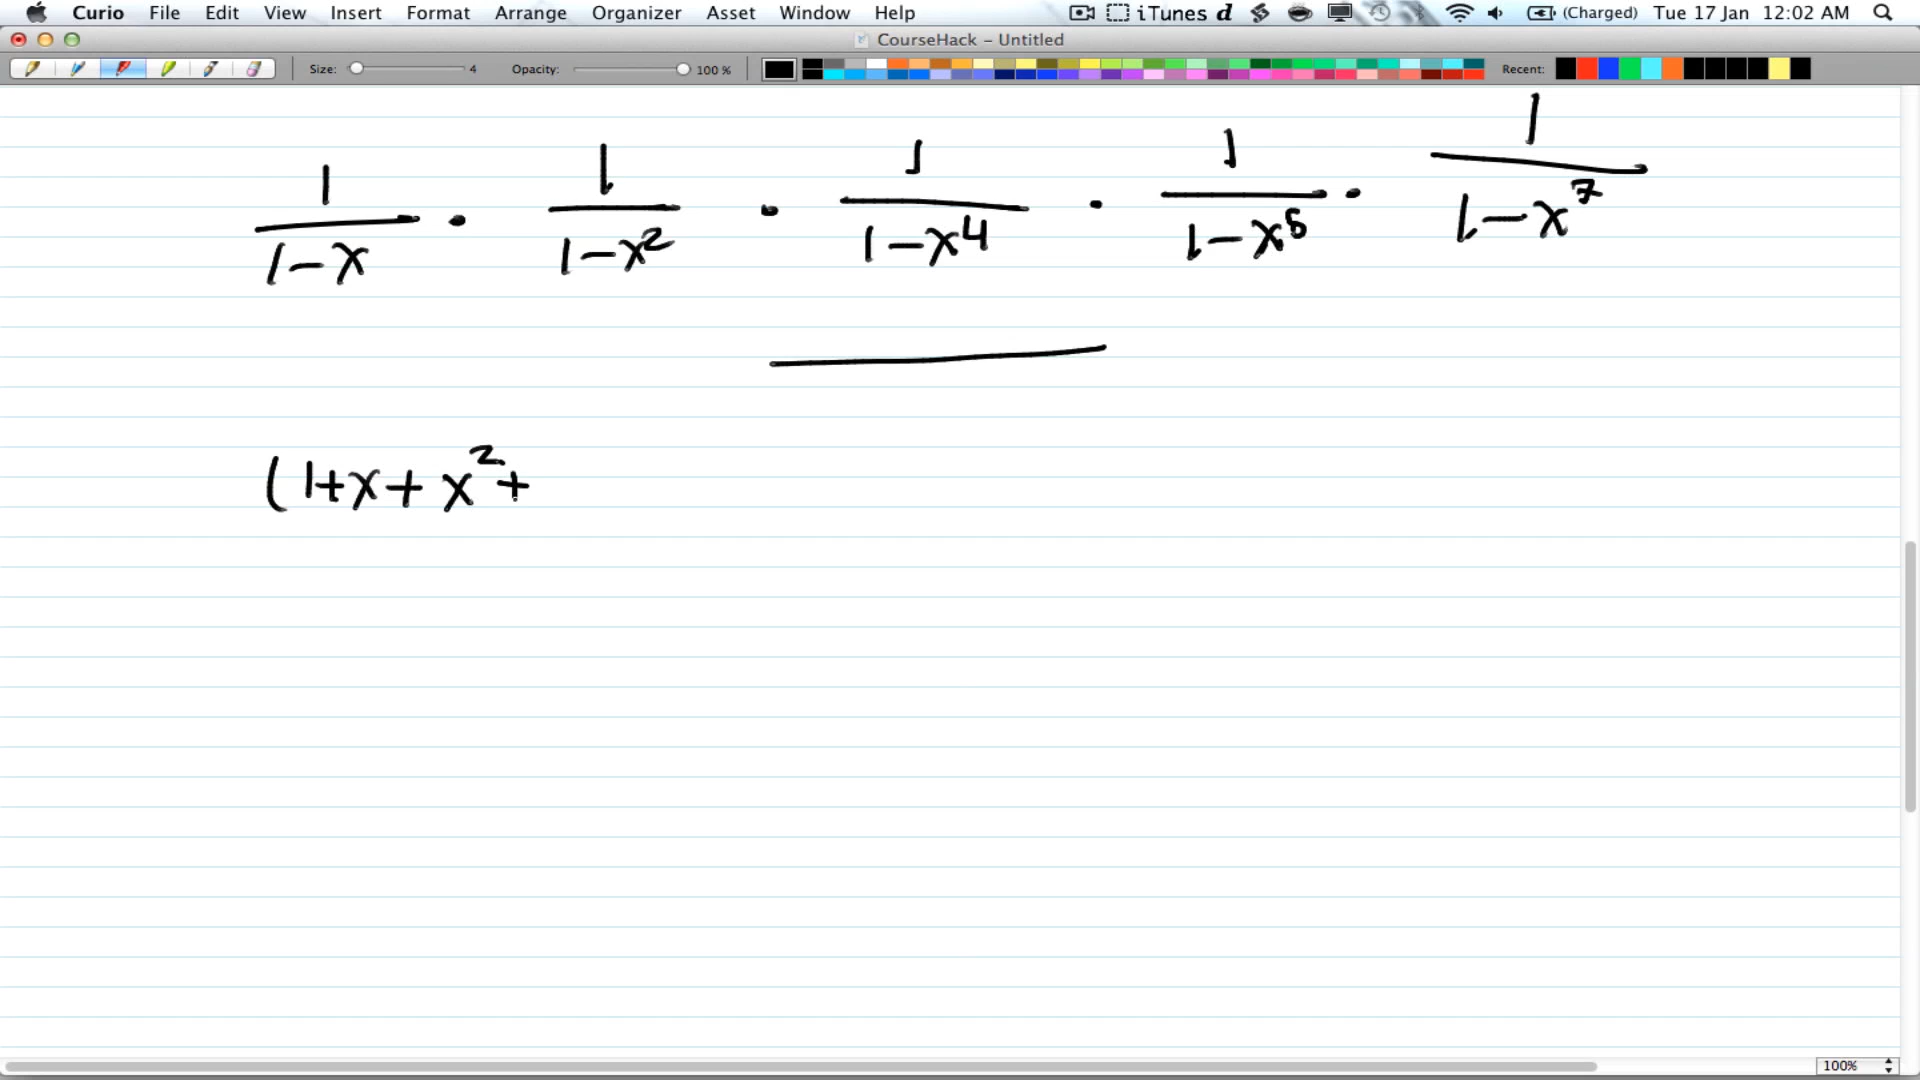 Curio File Edit View Insert Format Arrange Organizer Asset Window Help iTunes d (Charged) Tue 17 Jan 12:02 AM
CourseHack – Untitled
Size: 4 Opacity: 100 % Recent:
1/(1-x) · 1/(1-x²) · 1/(1-x⁴) · 1/(1-x⁵) · 1/(1-x⁷)
(1+x+x²+
100%